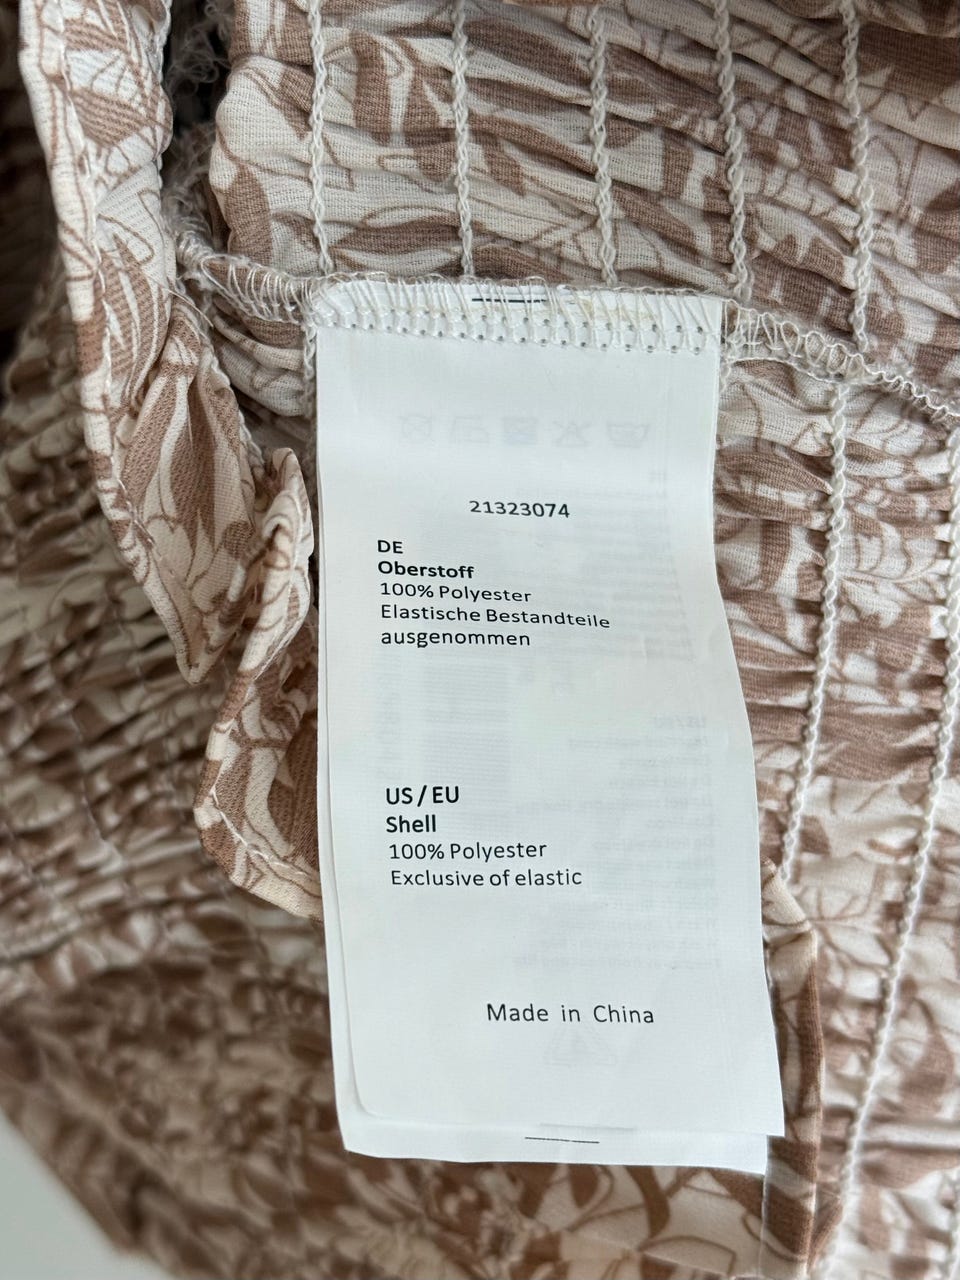 21323074
DE
Oberstoff
100% Polyester
Elastische Bestandteile
ausgenommen
US / EU
Shell
100% Polyester
Exclusive of elastic
Made in China